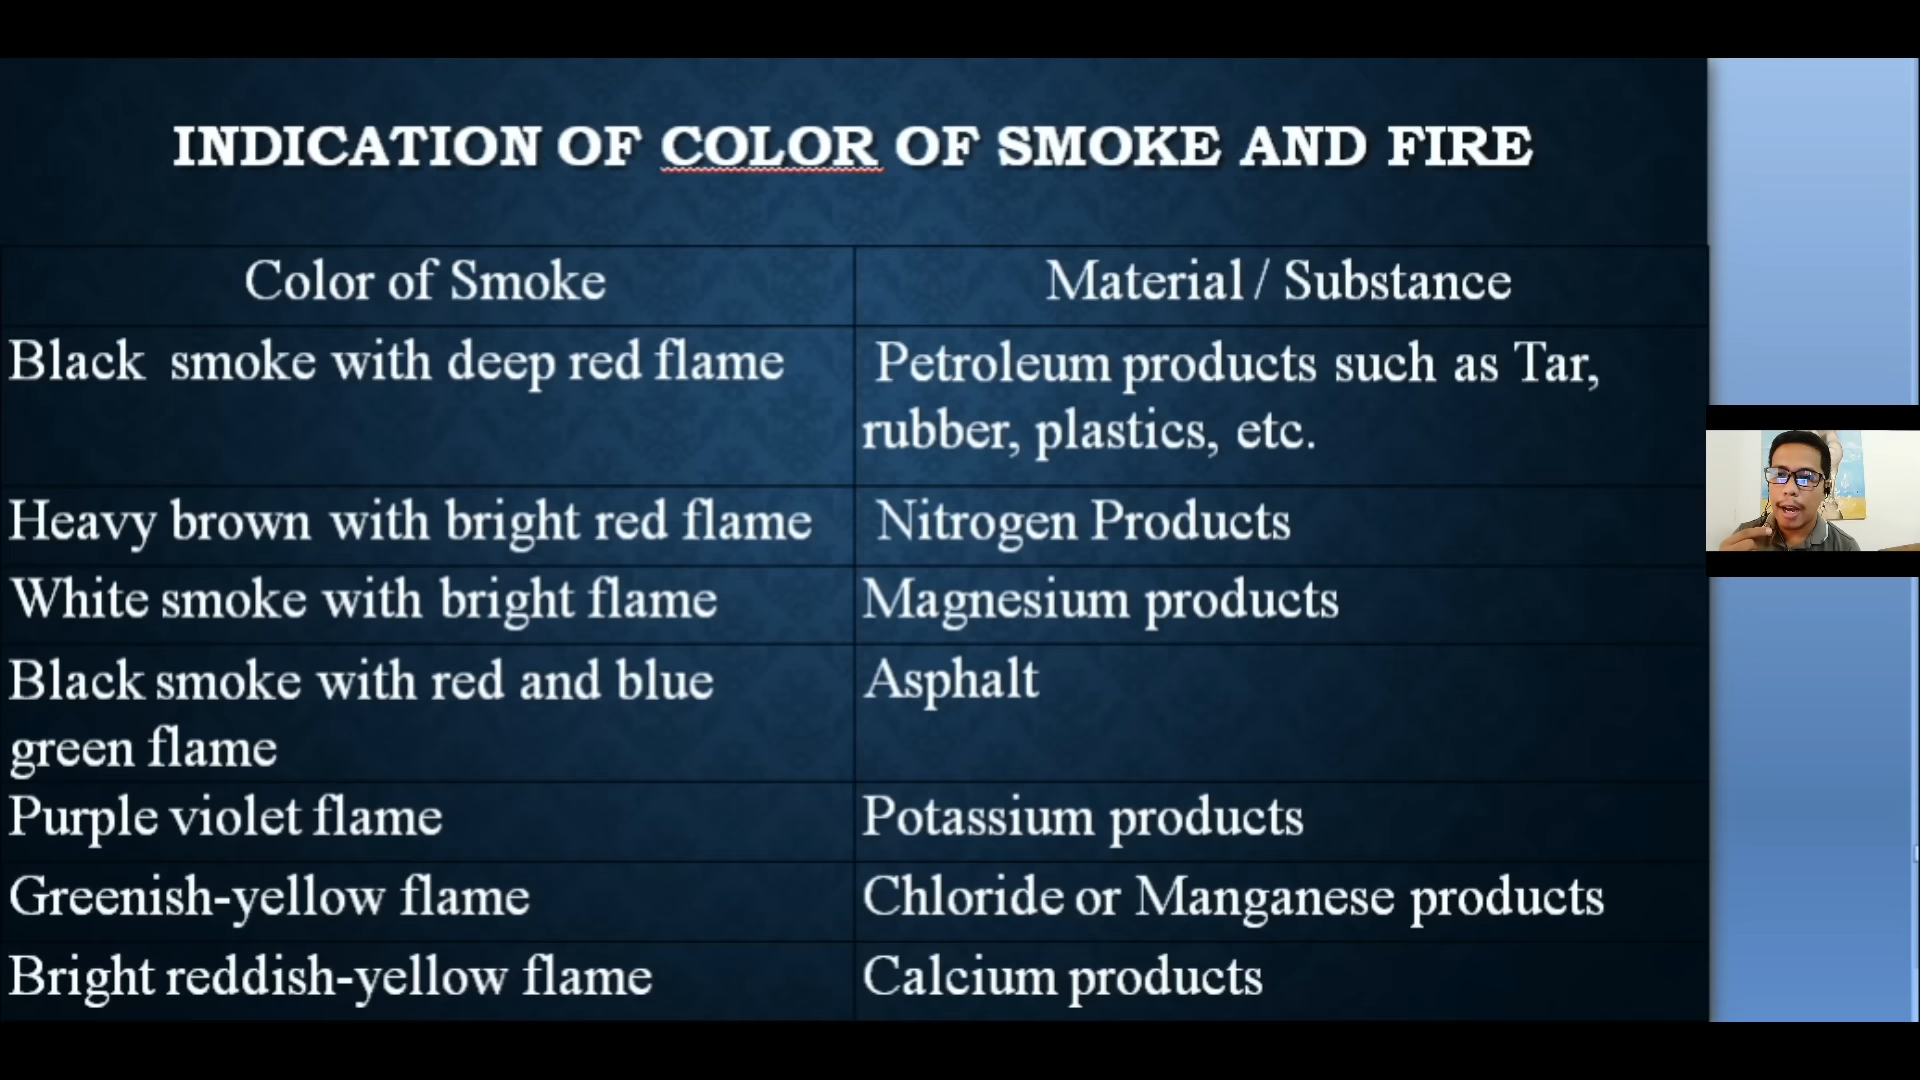 INDICATION OF COLOR OF SMOKE AND FIRE
Color of Smoke
Material / Substance
Black smoke with deep red flame
Petroleum products such as Tar,
rubber, plastics, etc.
Heavy brown with bright red flame
Nitrogen Products
White smoke with bright flame
Magnesium products
Black smoke with red and blue
green flame
Asphalt
Purple violet flame
Potassium products
Greenish-yellow flame
Chloride or Manganese products
Bright reddish-yellow flame
Calcium products